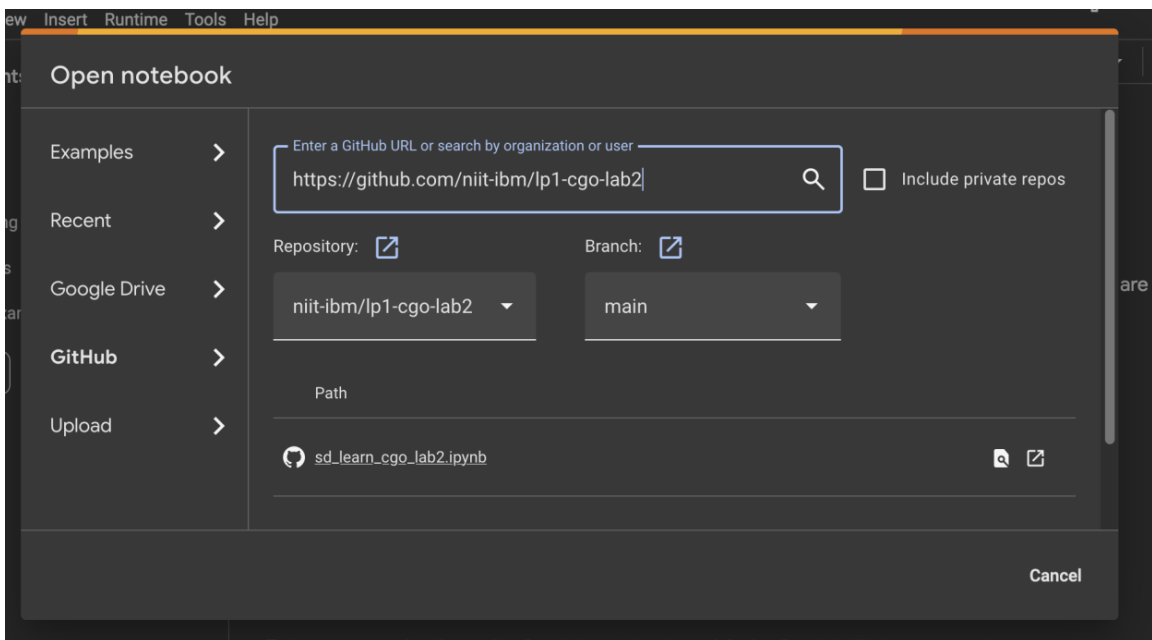 ew Insert Runtime Tools Help
Open notebook
Examples
Recent
Google Drive
GitHub
Upload
Enter a GitHub URL or search by organization or user
https://github.com/niit-ibm/lp1-cgo-lab2
Include private repos
Repository:
Branch:
niit-ibm/lp1-cgo-lab2
main
Path
sd_learn_cgo_lab2.ipynb
Cancel
are